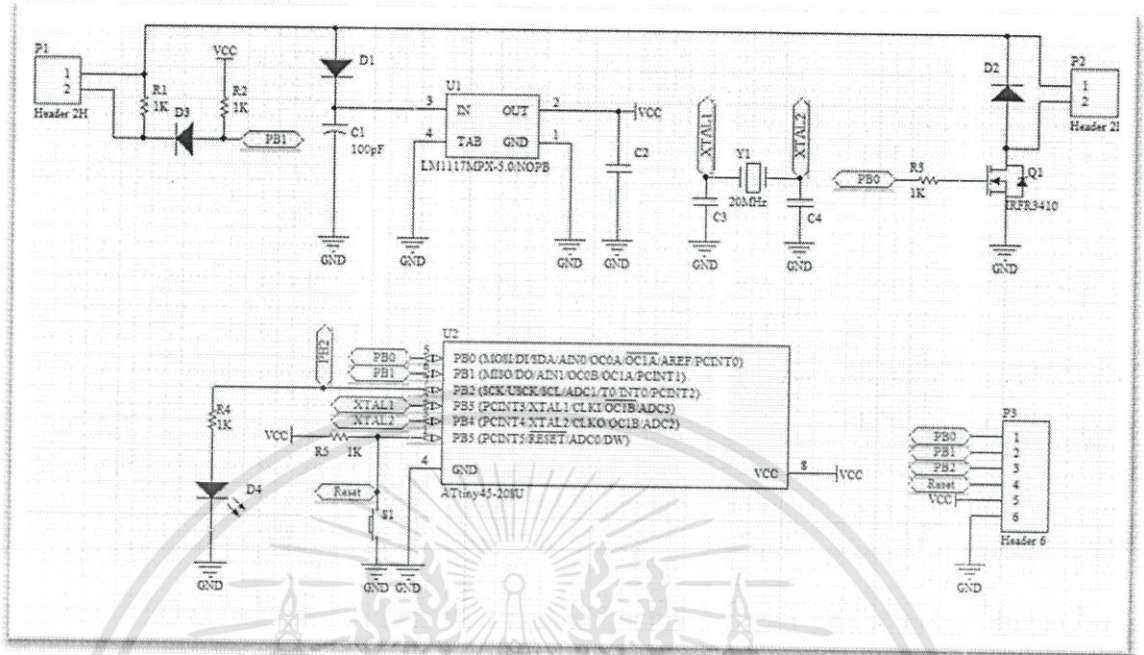 P1
1
2
Header 2H
R1
1K
D3
VCC
R2
1K
PB1
D1
C1
100pF
GND
U1
3
IN
OUT
2
4
TAB
GND
1
LM1117MPX-5.0/NOPB
VCC
C2
GND
GND
GND
XTAL1
XTAL2
Y1
20MHz
C3
C4
GND
GND
PB0
R3
1K
D2
Q1
IRFR3410
GND
P2
1
2
Header 2H
PB2
R4
1K
D4
GND
VCC
R5
1K
Reset
S1
GND
GND
U2
PB0
5
PB0 (MOSI/DI/SDA/AIN0/OC0A/OC1A/AREF/PCINT0)
PB1
6
PB1 (MISO/DO/AIN1/OC0B/OC1A/PCINT1)
PB2 (SCK/USCK/SCL/ADC1/T0/INT0/PCINT2)
XTAL1
PB3 (PCINT3/XTAL1/CLKI/OC1B/ADC3)
XTAL2
PB4 (PCINT4/XTAL2/CLKO/OC1B/ADC2)
PB5 (PCINT5/RESET/ADC0/DW)
4
GND
VCC
8
VCC
ATtiny45-20SU
P3
PB0
1
PB1
2
PB2
3
Reset
4
VCC
5
6
Header 6
GND